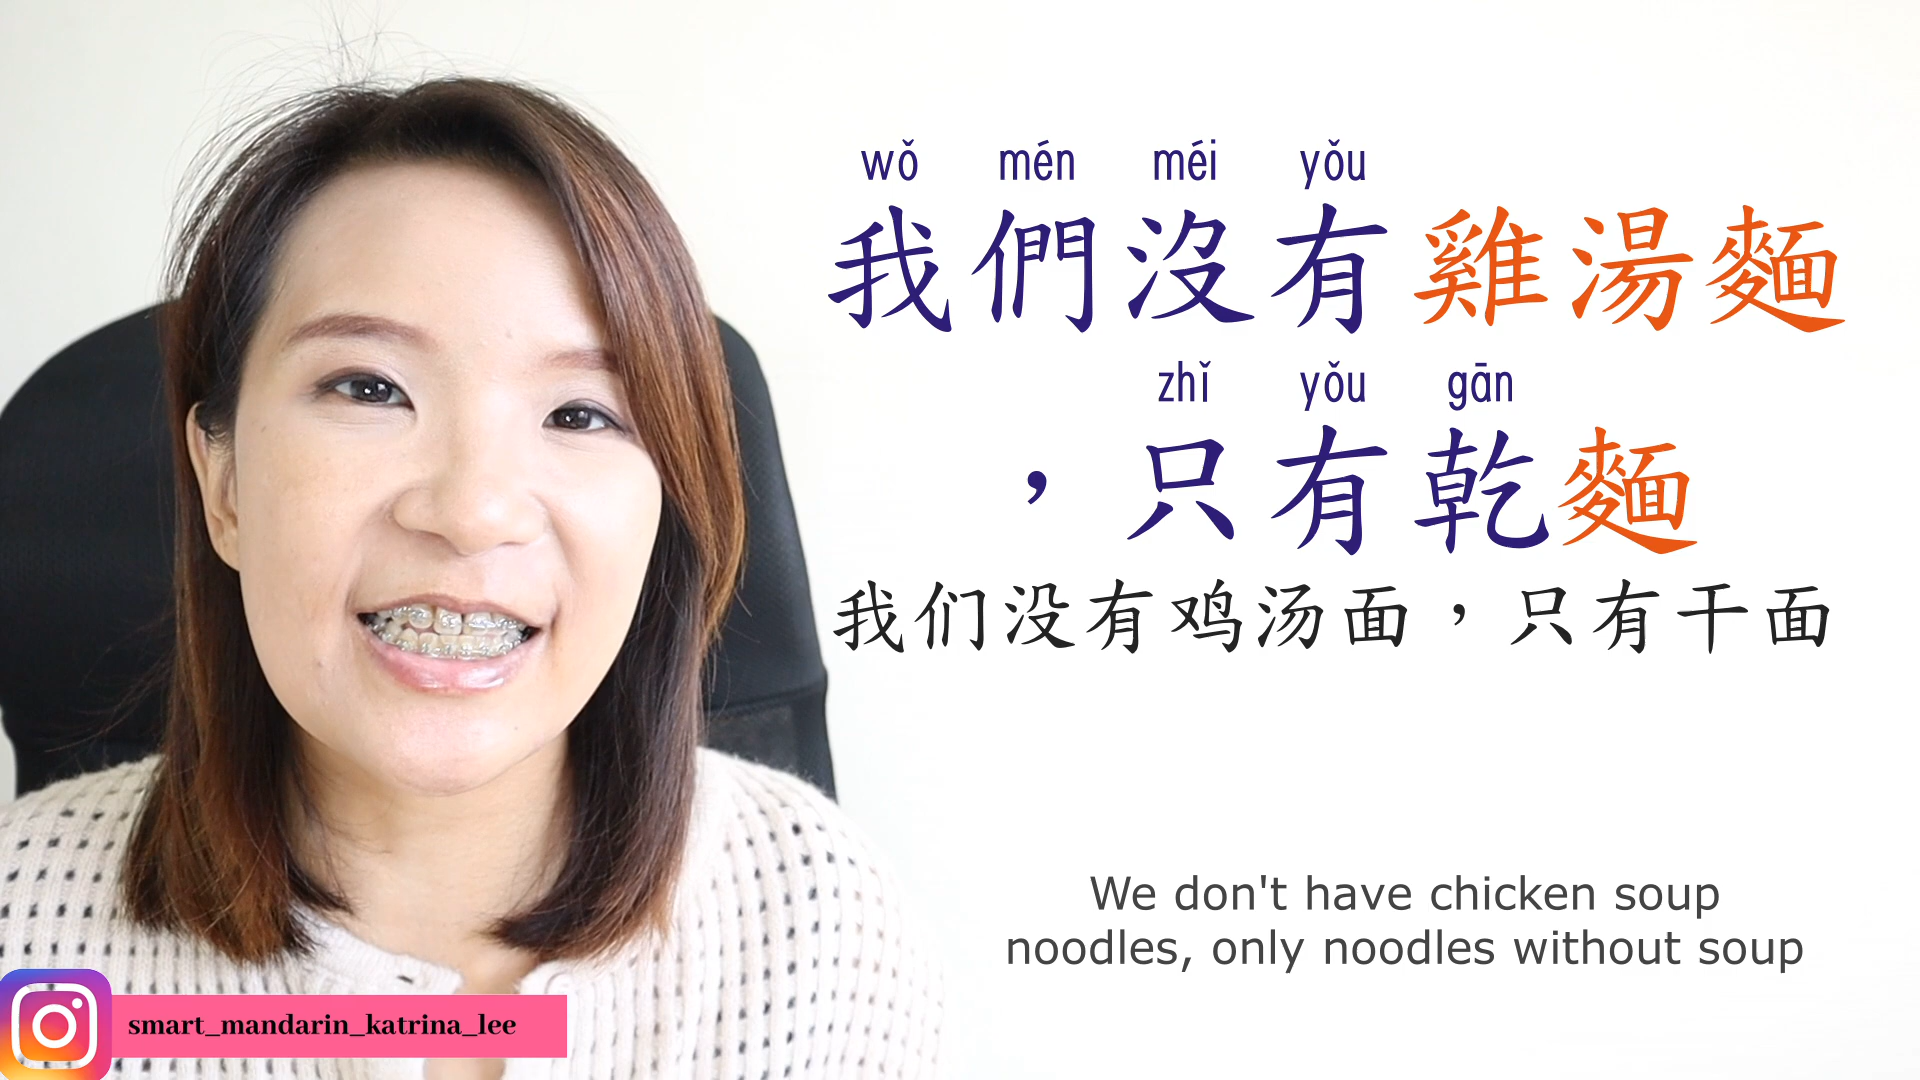 wǒ mén méi yǒu
我們沒有雞湯麵
zhǐ yǒu gān
，只有乾麵
我们没有鸡汤面，只有干面
We don't have chicken soup
noodles, only noodles without soup
smart_mandarin_katrina_lee